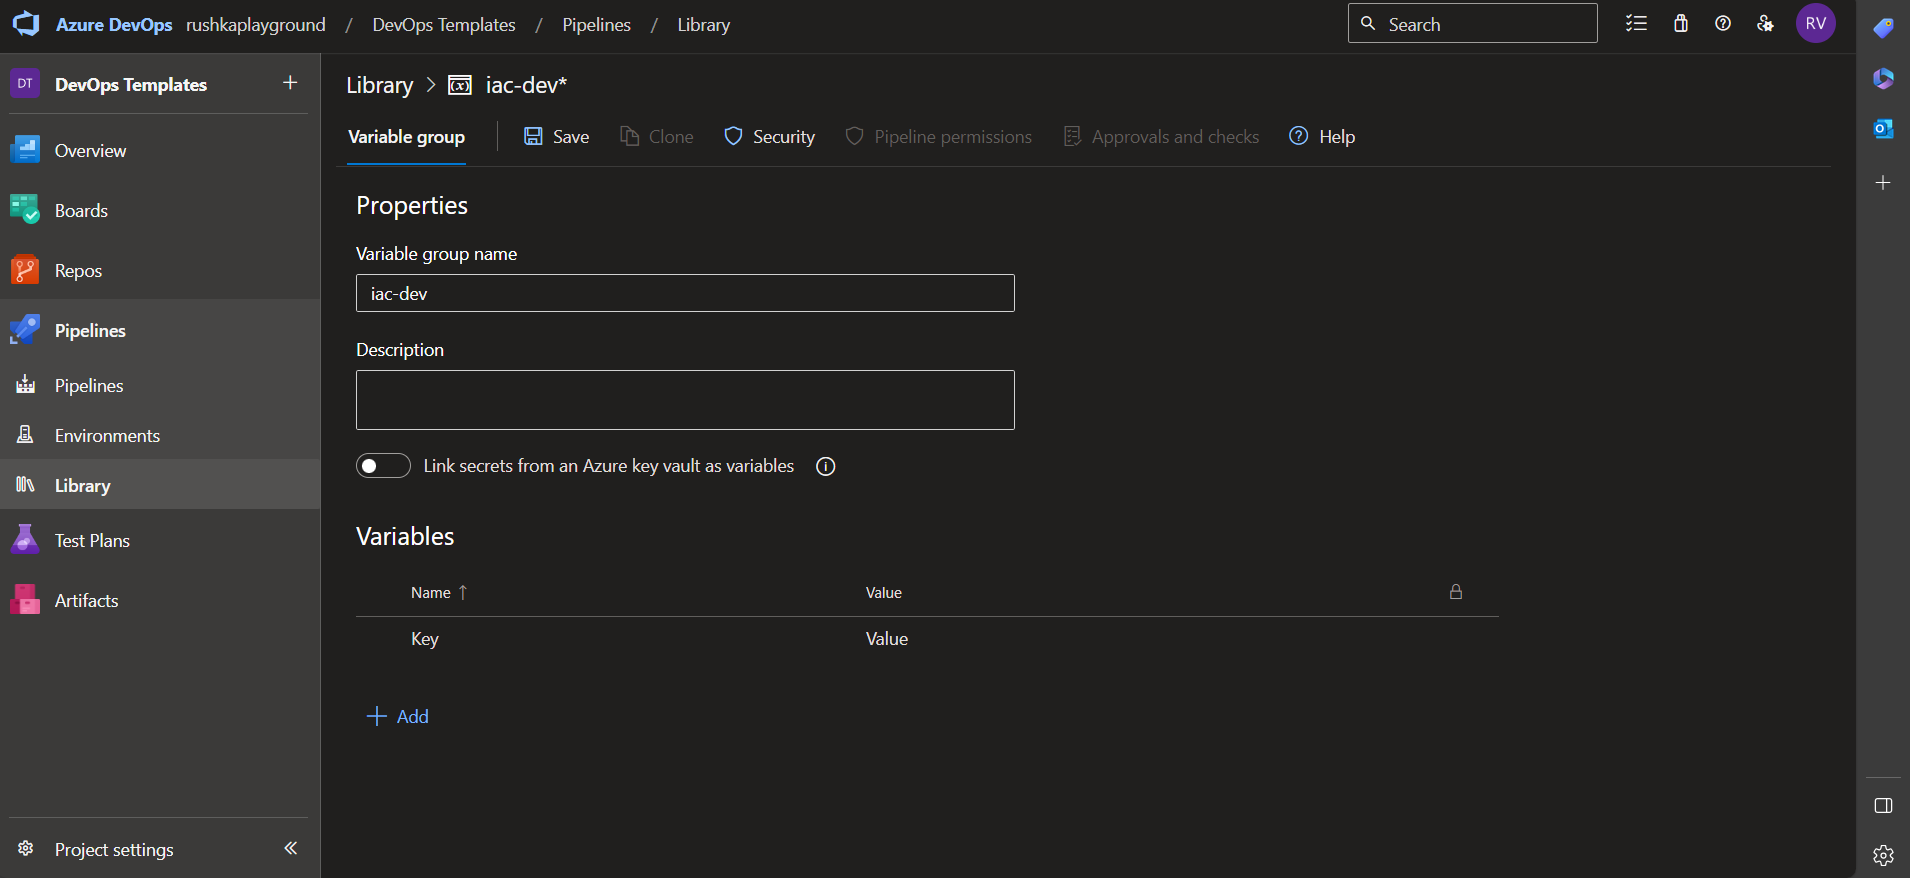 Azure DevOps rushkaplayground / DevOps Templates / Pipelines / Library
Search
RV
DT DevOps Templates
Overview
Boards
Repos
Pipelines
Pipelines
Environments
Library
Test Plans
Artifacts
Project settings
Library > (x) iac-dev*
Variable group
Save
Clone
Security
Pipeline permissions
Approvals and checks
Help
Properties
Variable group name
iac-dev
Description
Link secrets from an Azure key vault as variables
Variables
Name ↑ Value
Key Value
+ Add